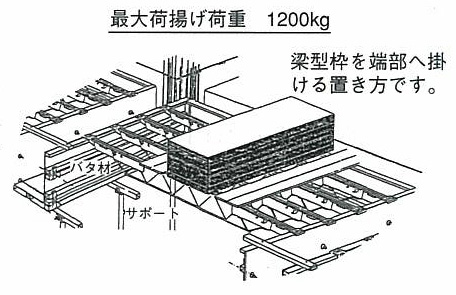 最大荷揚げ荷重　1200kg
梁型枠を端部へ掛
ける置き方です。
バタ材
サポート